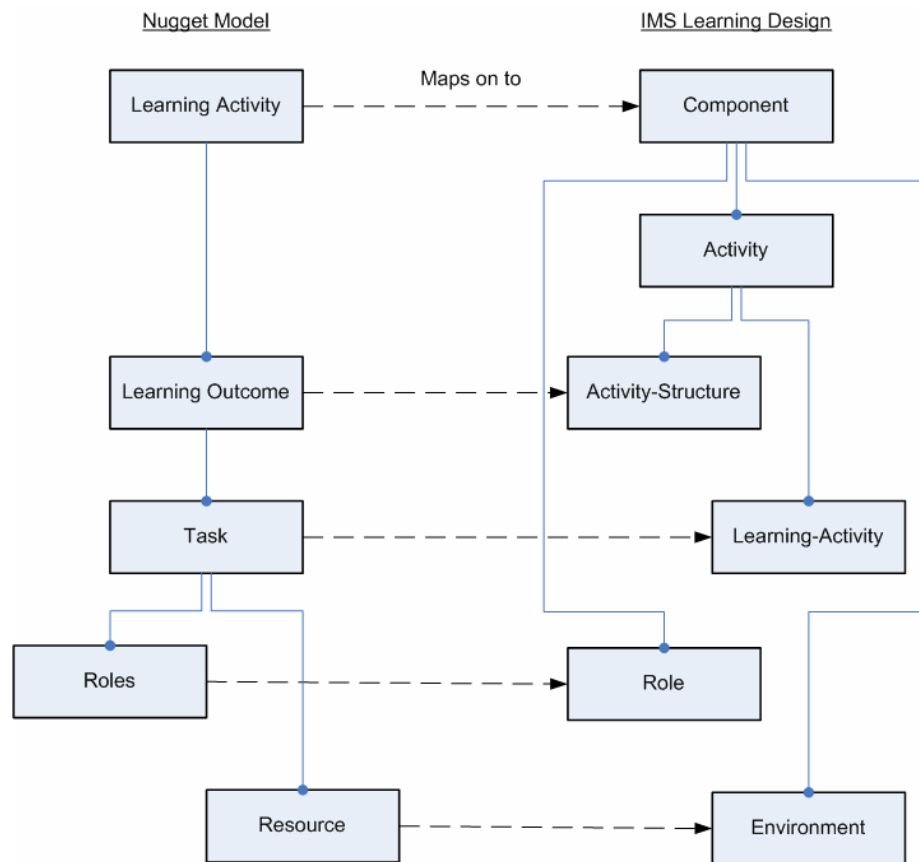 Nugget Model
IMS Learning Design
Learning Activity
Maps on to
Component
Activity
Learning Outcome
Activity-Structure
Task
Learning-Activity
Roles
Role
Resource
Environment